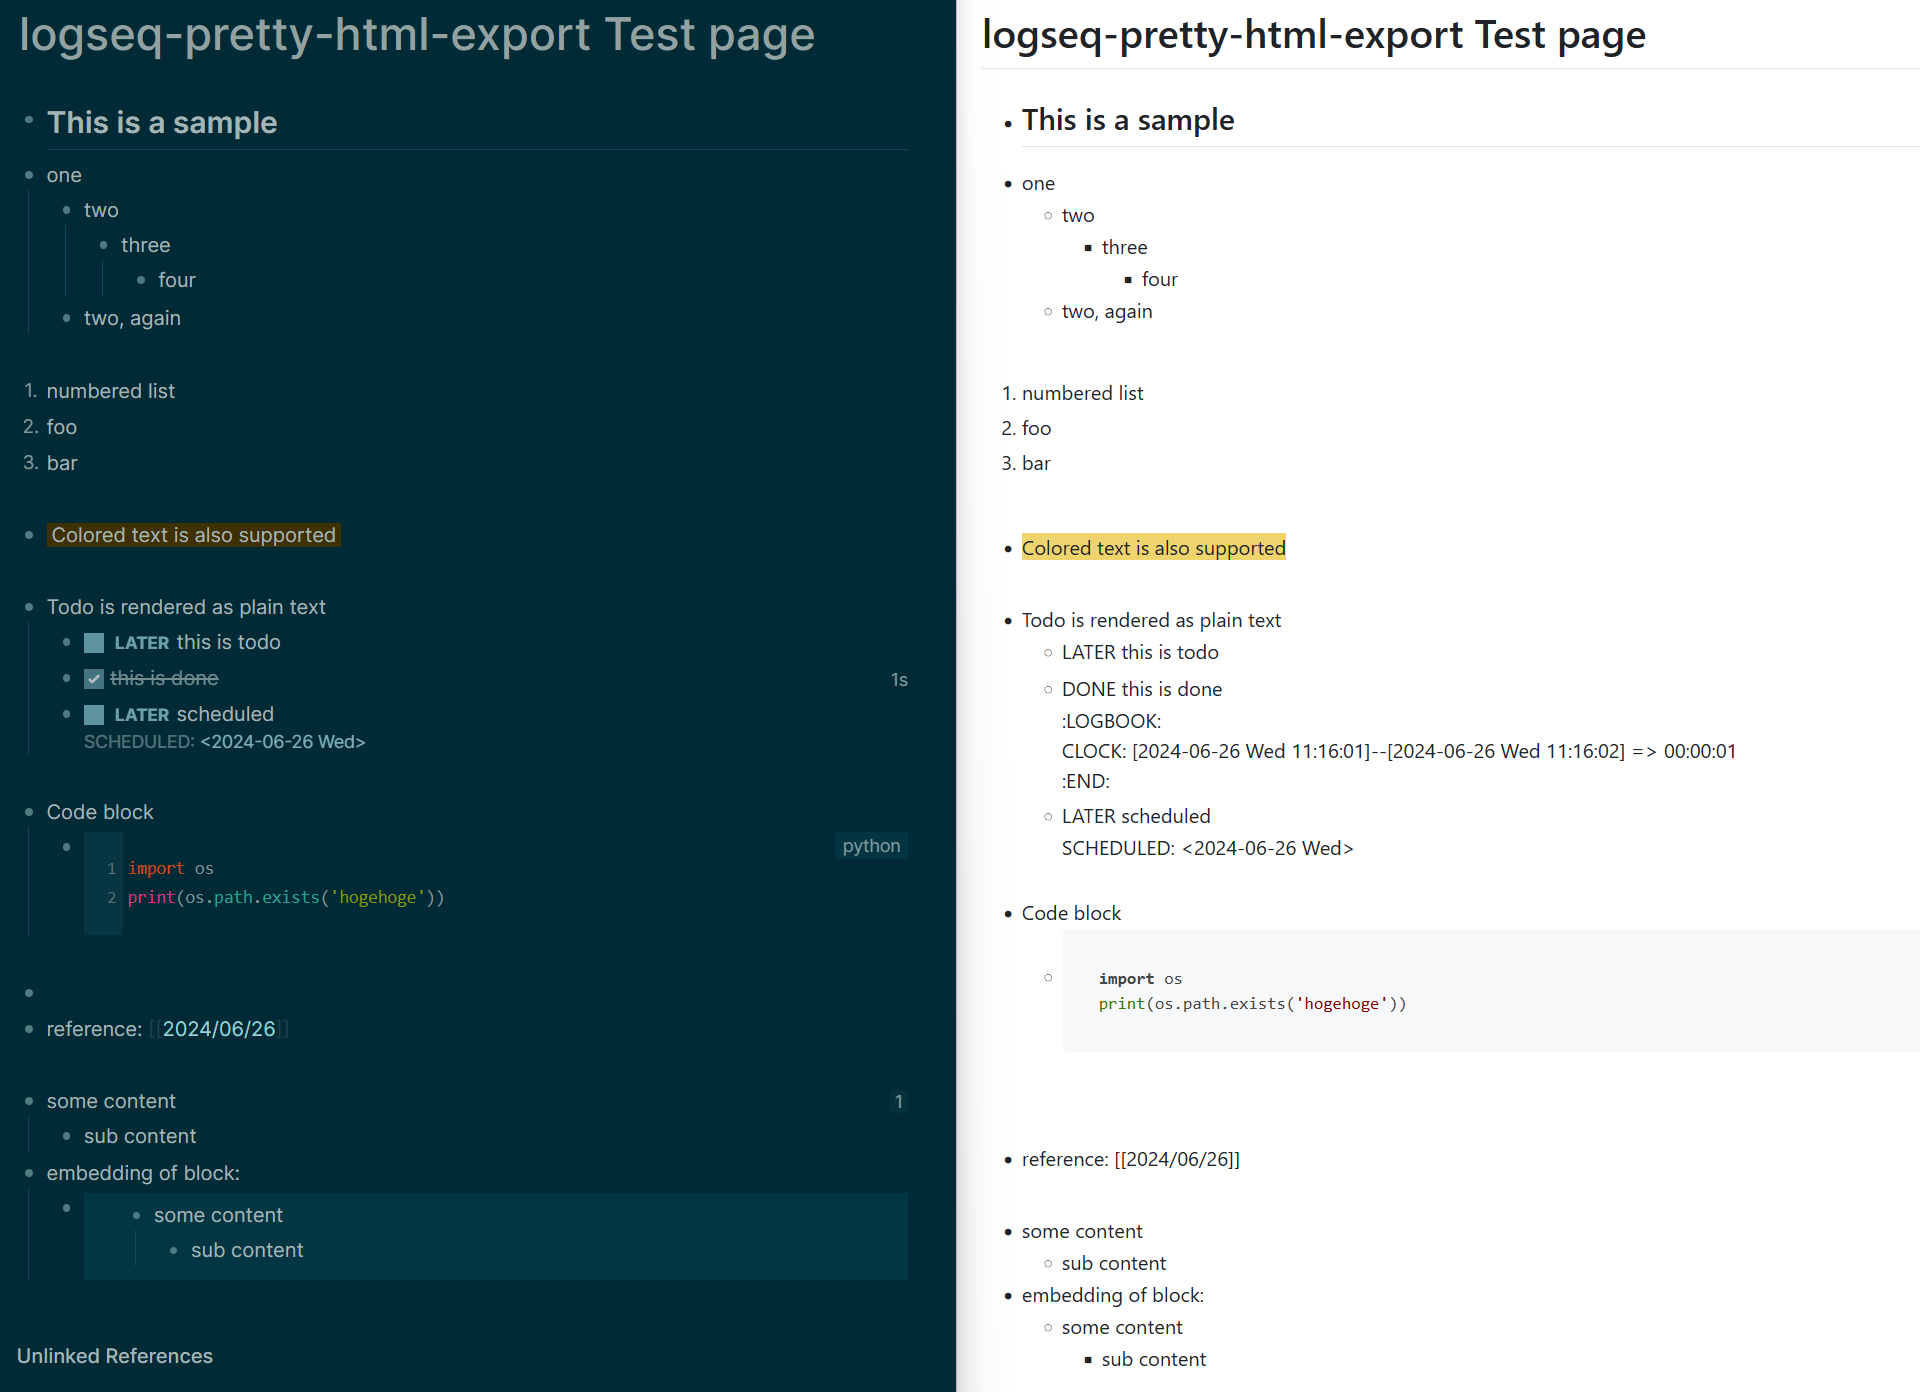 logseq-pretty-html-export Test page
This is a sample
one
two
three
four
two, again
1. numbered list
2. foo
3. bar
Colored text is also supported
Todo is rendered as plain text
LATER this is todo
this is done 1s
LATER scheduled
SCHEDULED: <2024-06-26 Wed>
Code block
python
1 import os
2 print(os.path.exists('hogehoge'))
reference: [[2024/06/26]]
some content 1
sub content
embedding of block:
some content
sub content
Unlinked References
logseq-pretty-html-export Test page
This is a sample
one
two
three
four
two, again
1. numbered list
2. foo
3. bar
Colored text is also supported
Todo is rendered as plain text
LATER this is todo
DONE this is done
:LOGBOOK:
CLOCK: [2024-06-26 Wed 11:16:01]--[2024-06-26 Wed 11:16:02] => 00:00:01
:END:
LATER scheduled
SCHEDULED: <2024-06-26 Wed>
Code block
import os
print(os.path.exists('hogehoge'))
reference: [[2024/06/26]]
some content
sub content
embedding of block:
some content
sub content